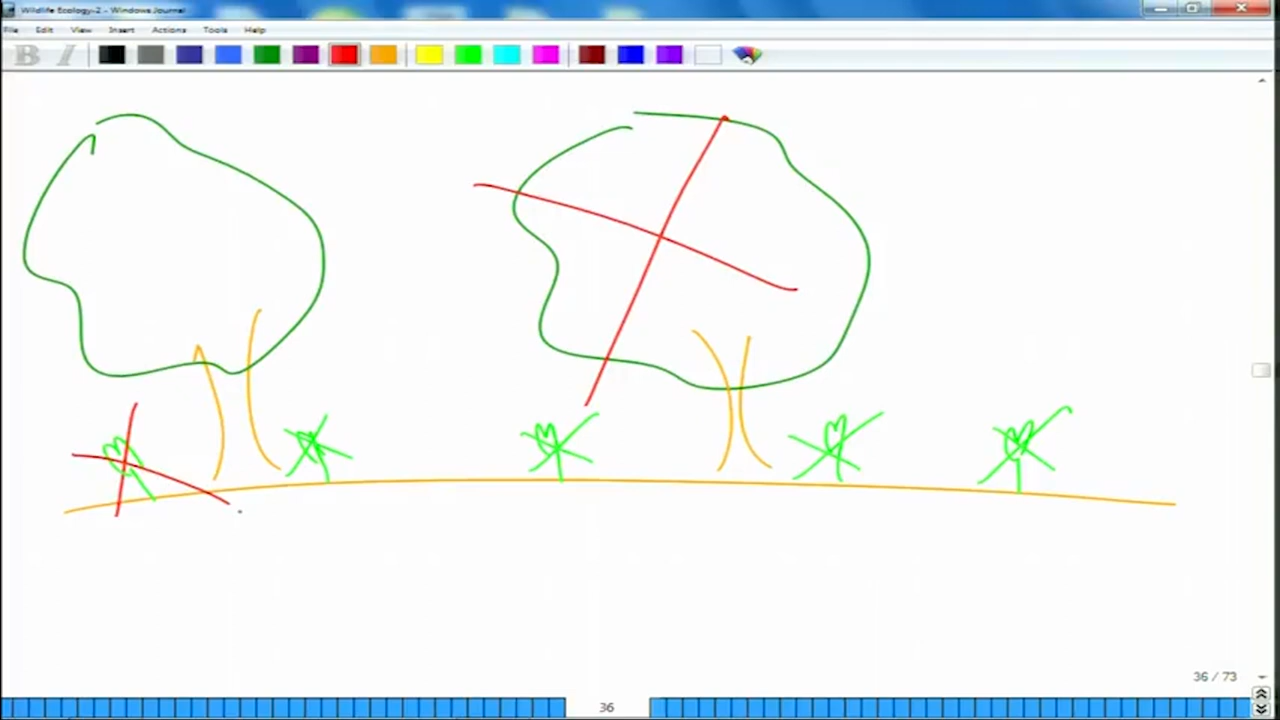 Wildlife Ecology-2 - Windows Journal
File Edit View Insert Actions Tools Help
B I
36 / 73
36